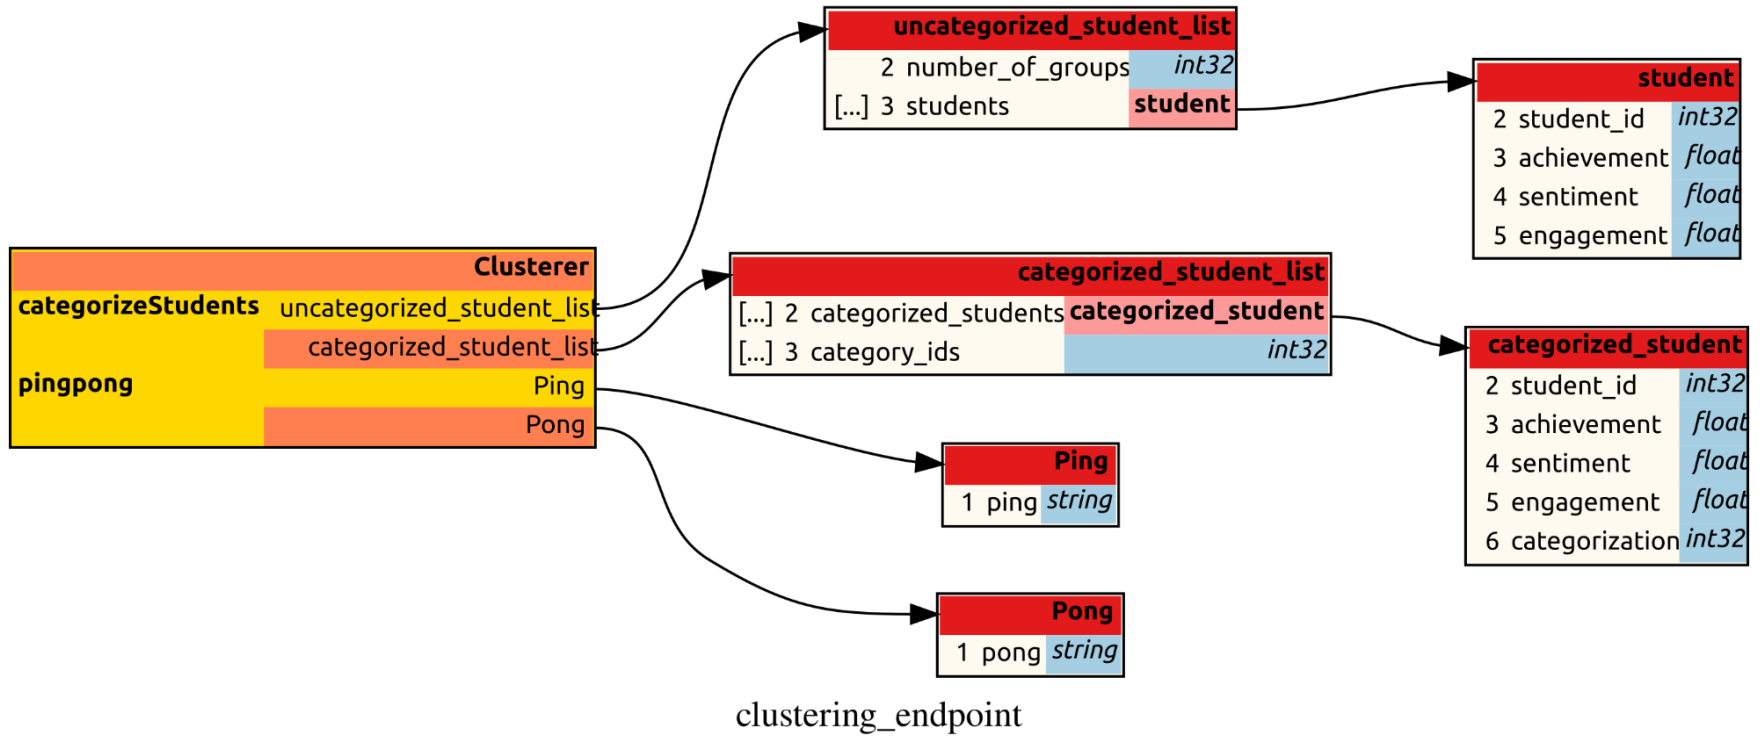 uncategorized_student_list
2 number_of_groups int32
[...] 3 students student
student
2 student_id int32
3 achievement float
4 sentiment float
5 engagement float
Clusterer
categorizeStudents uncategorized_student_list
categorized_student_list
pingpong Ping
Pong
categorized_student_list
[...] 2 categorized_students categorized_student
[...] 3 category_ids int32
categorized_student
2 student_id int32
3 achievement float
4 sentiment float
5 engagement float
6 categorization int32
Ping
1 ping string
Pong
1 pong string
clustering_endpoint